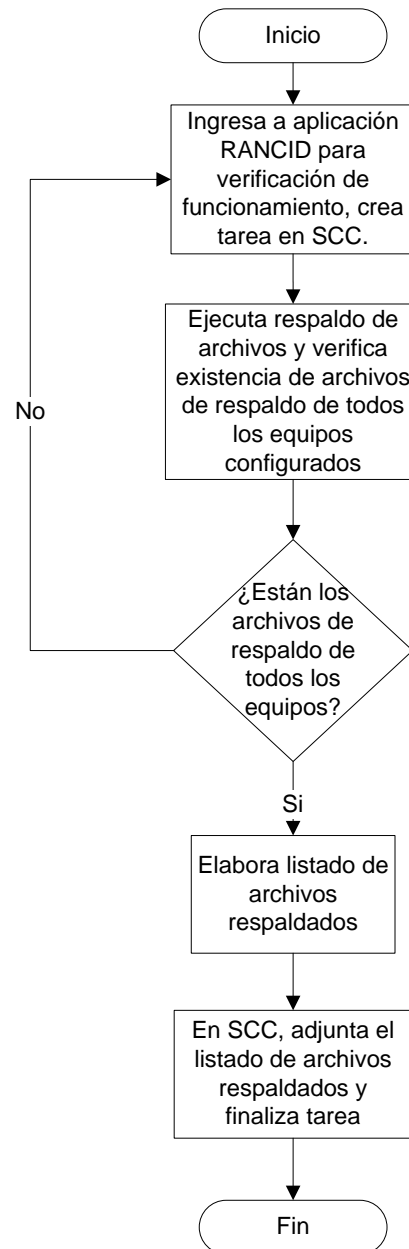 Inicio
Ingresa a aplicación
RANCID para
verificación de
funcionamiento, crea
tarea en SCC.
Ejecuta respaldo de
archivos y verifica
existencia de archivos
de respaldo de todos
los equipos
configurados
No
¿Están los
archivos de
respaldo de
todos los
equipos?
Si
Elabora listado de
archivos
respaldados
En SCC, adjunta el
listado de archivos
respaldados y
finaliza tarea
Fin